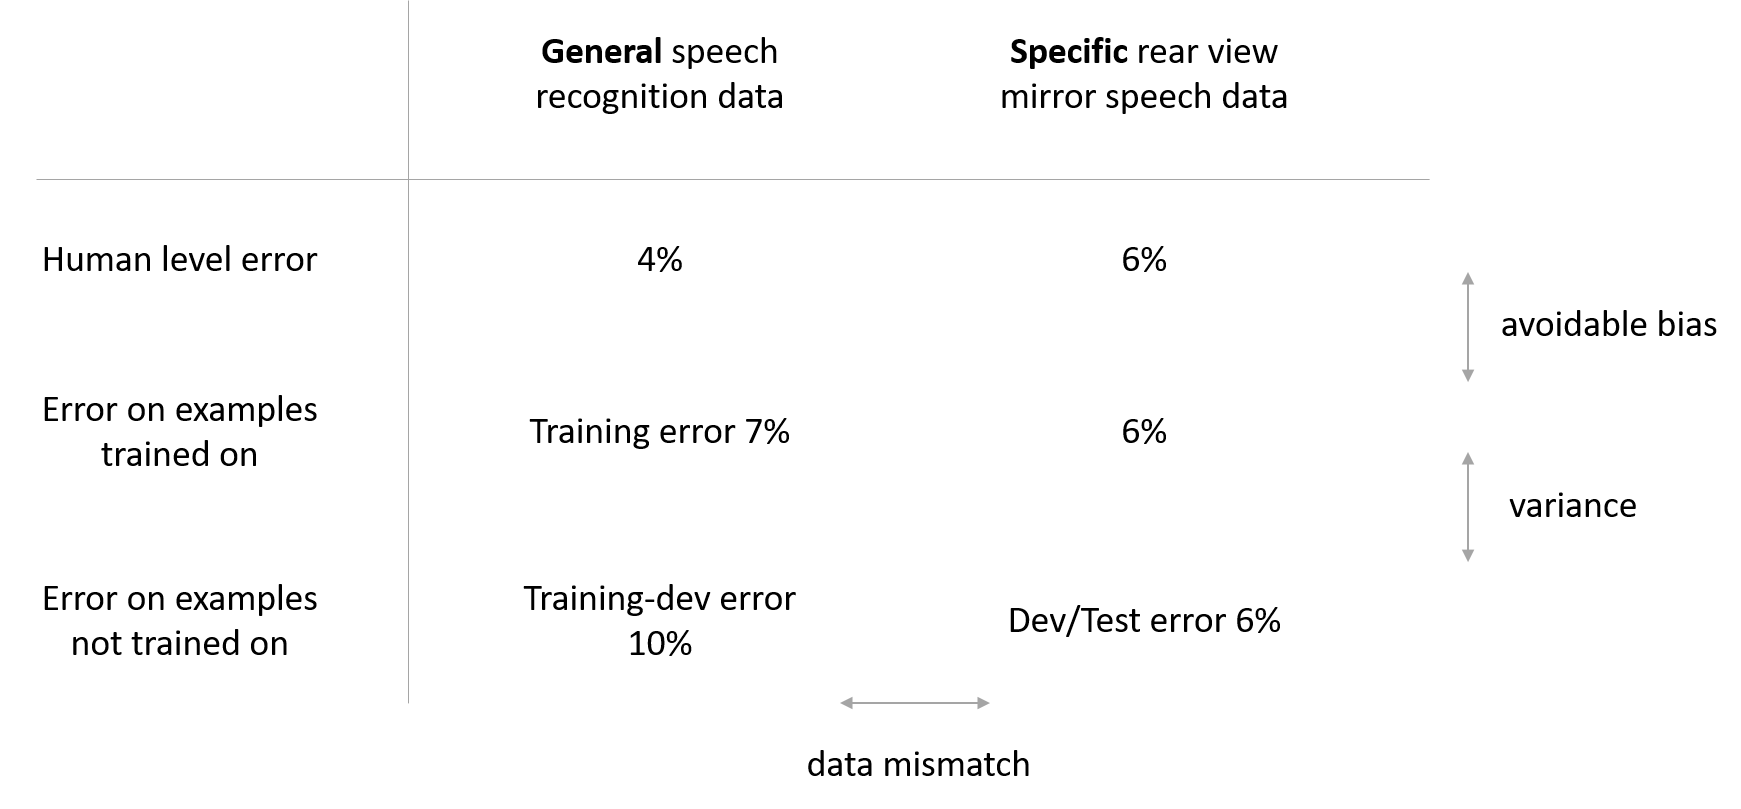 General speech
recognition data
Specific rear view
mirror speech data
Human level error
4%
6%
avoidable bias
Error on examples
trained on
Training error 7%
6%
variance
Error on examples
not trained on
Training-dev error
10%
Dev/Test error 6%
data mismatch